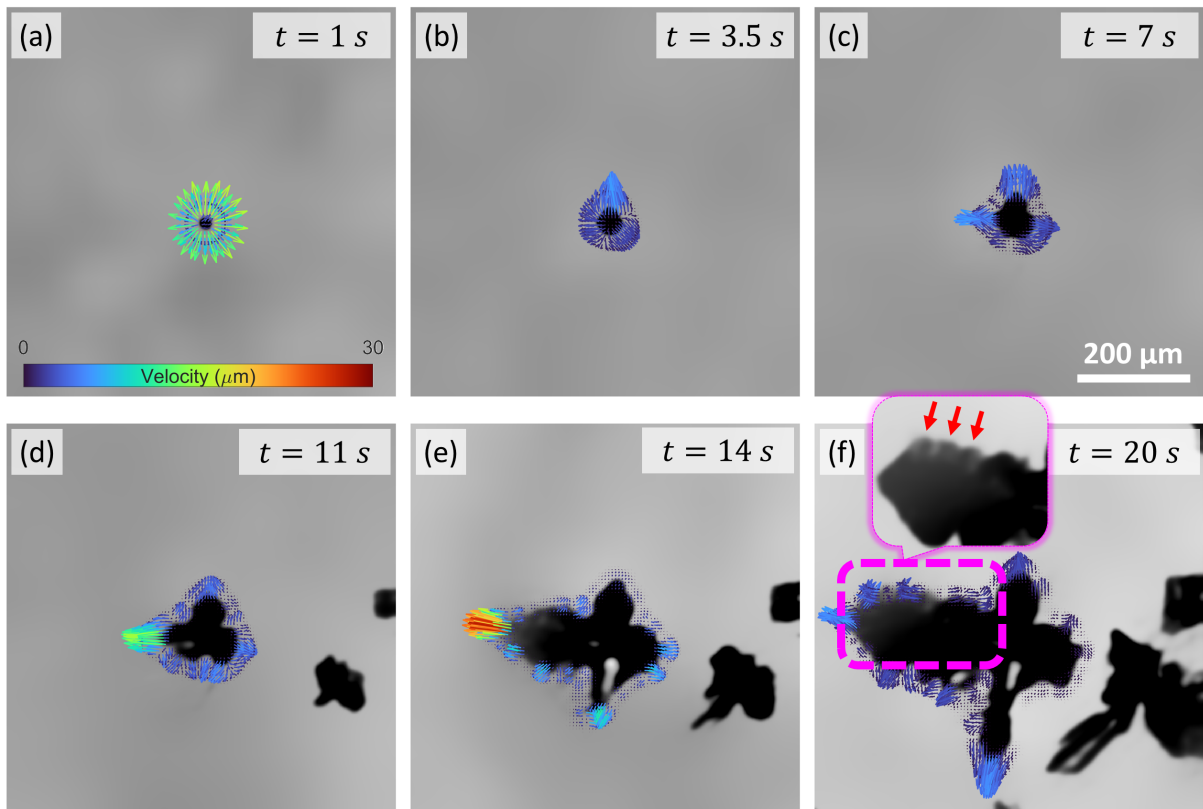 (a) t = 1 s
(b) t = 3.5 s
(c) t = 7 s
0 30
Velocity (μm)
200 μm
(d) t = 11 s
(e) t = 14 s
(f) t = 20 s